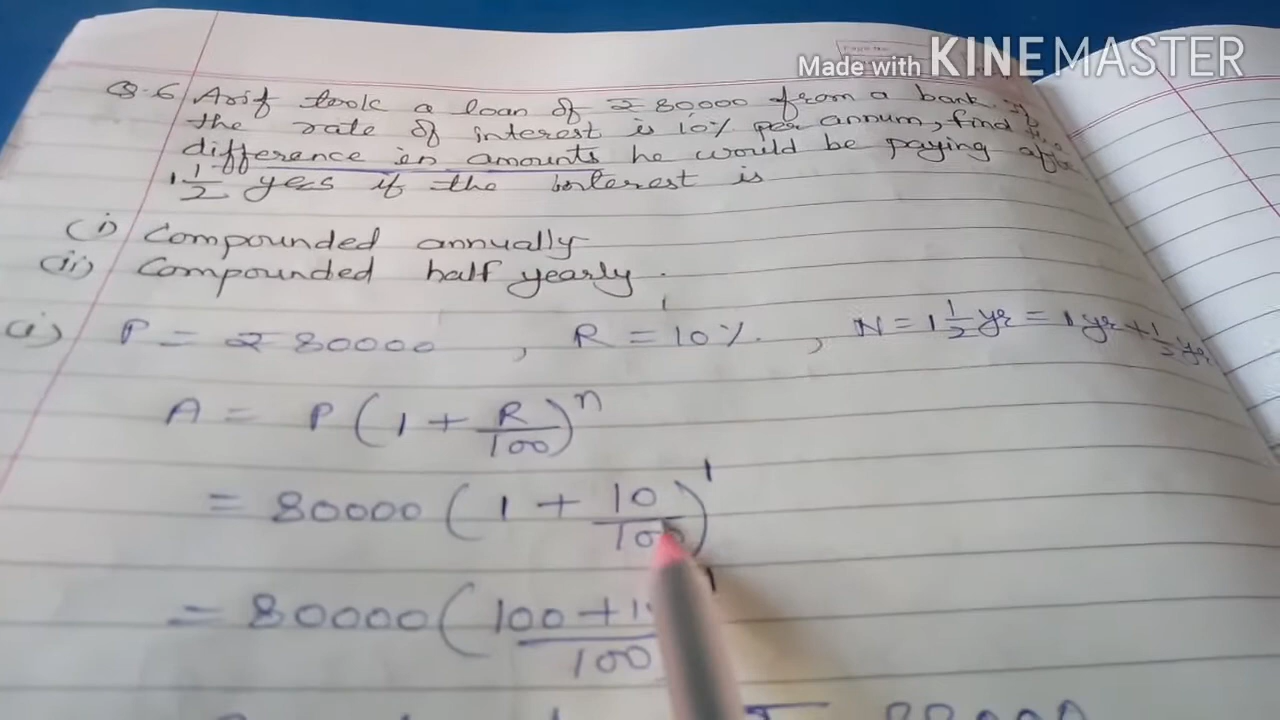 Made with KINEMASTER
Q.6 Arif took a loan of ₹ 80000 from a bank. If
the rate of interest is 10% per annum, find the
difference in amounts he would be paying after
1 1/2 yrs if the interest is
(i) Compounded annually
(ii) Compounded half yearly.
(i) P = ₹ 80000, R = 10%., N = 1 1/2 yr = 1 yr + 1/2 yr
A = P(1 + R/100)^n
= 80000 (1 + 10/100)^1
= 80000 (100 + 1 /100 ^1